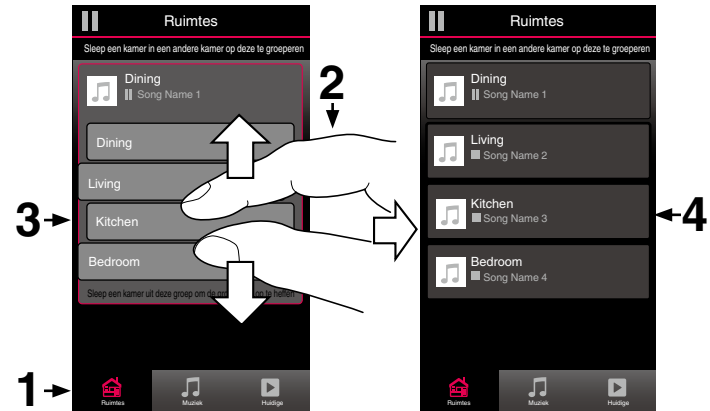 Ruimtes
Sleep een kamer in een andere kamer op deze te groeperen
Dining
Song Name 1
Dining
Living
Kitchen
Bedroom
Sleep een kamer uit deze groep om de op te heffen
Ruimtes
Muziek
Huidige
1
2
3
Ruimtes
Sleep een kamer in een andere kamer op deze te groeperen
Dining
Song Name 1
Living
Song Name 2
Kitchen
Song Name 3
Bedroom
Song Name 4
Ruimtes
Muziek
Huidige
4